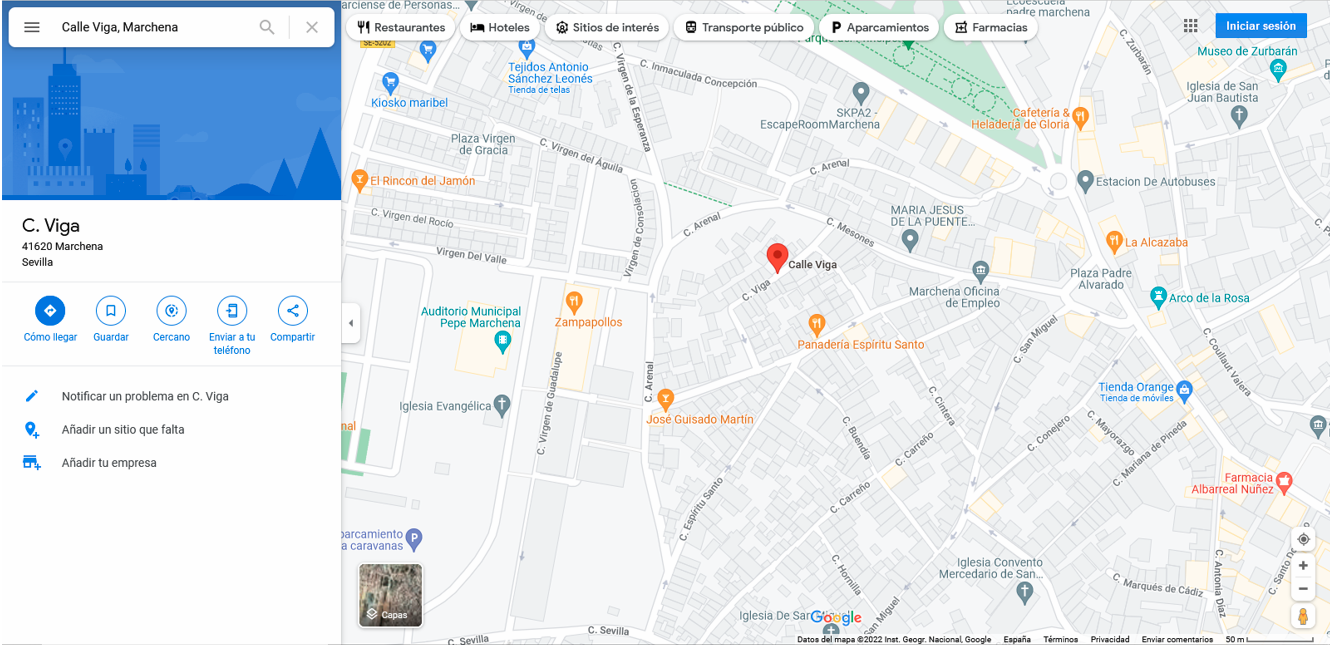 Calle Viga, Marchena
Restaurantes
Hoteles
Sitios de interés
Transporte público
Aparcamientos
Farmacias
Iniciar sesión
C. Viga
41620 Marchena
Sevilla
Cómo llegar
Guardar
Cercano
Enviar a tu
teléfono
Compartir
Notificar un problema en C. Viga
Añadir un sitio que falta
Añadir tu empresa
padre marchena
C. Zurbarán
Museo de Zurbarán
SE-5202
Tejidos Antonio
Sánchez Leonés
Tienda de telas
C. Virgen de la Esperanza
C. Inmaculada Concepción
Kiosko maribel
SKPA2 -
EscapeRoomMarchena
Cafetería &
Heladería de Gloria
Iglesia de San
Juan Bautista
Plaza Virgen
de Gracia
C. Virgen del Águila
C. Arenal
El Rincon del Jamón
Estacion De Autobuses
C. Virgen del Rocío
Virgen de Consolación
C. Arenal
C. Mesones
MARIA JESUS
DE LA PUENTE...
La Alcazaba
Virgen Del Valle
Calle Viga
C. Viga
Marchena Oficina
de Empleo
Plaza Padre
Alvarado
Arco de la Rosa
Auditorio Municipal
Pepe Marchena
Zampapollos
Panadería Espíritu Santo
C. San Miguel
C. Coullaut Valera
C. Virgen de Guadalupe
C. Arenal
Iglesia Evangélica
José Guisado Martín
C. Cintera
Tienda Orange
Tienda de móviles
C. Buendía
C. Carreño
C. Conejero
C. Mayorazgo
C. Mariana de Pineda
C. Espíritu Santo
C. Carreño
Farmacia
Albarreal Nuñez
C. Hornilla
Iglesia Convento
Mercedario de San...
C. Marqués de Cádiz
C. Antonia Díaz
C. San Miguel
Iglesia De San
C. Sevilla
C. Sevilla
Capas
Google
Datos del mapa ©2022 Inst. Geogr. Nacional, Google
España
Términos
Privacidad
Enviar comentarios
50 m